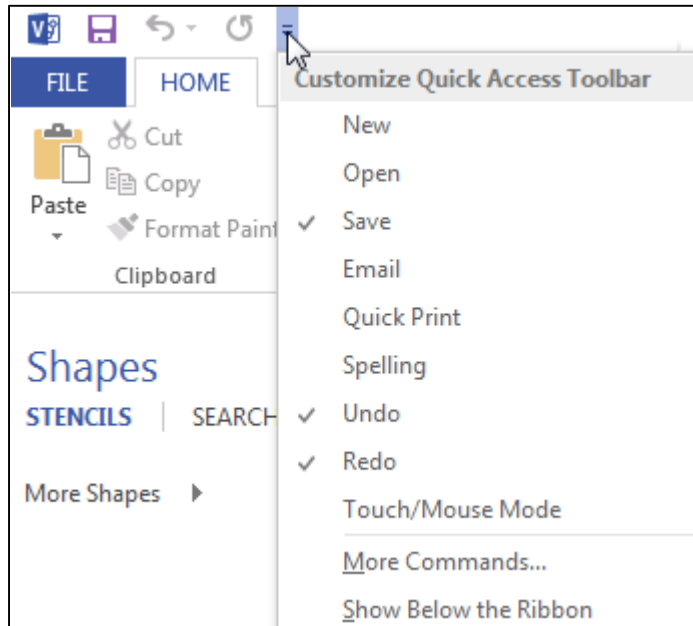 FILE
HOME
Customize Quick Access Toolbar
New
Open
Save
Email
Quick Print
Spelling
Undo
Redo
Touch/Mouse Mode
More Commands...
Show Below the Ribbon
Cut
Copy
Paste
Format Paint
Clipboard
Shapes
STENCILS
SEARCH
More Shapes